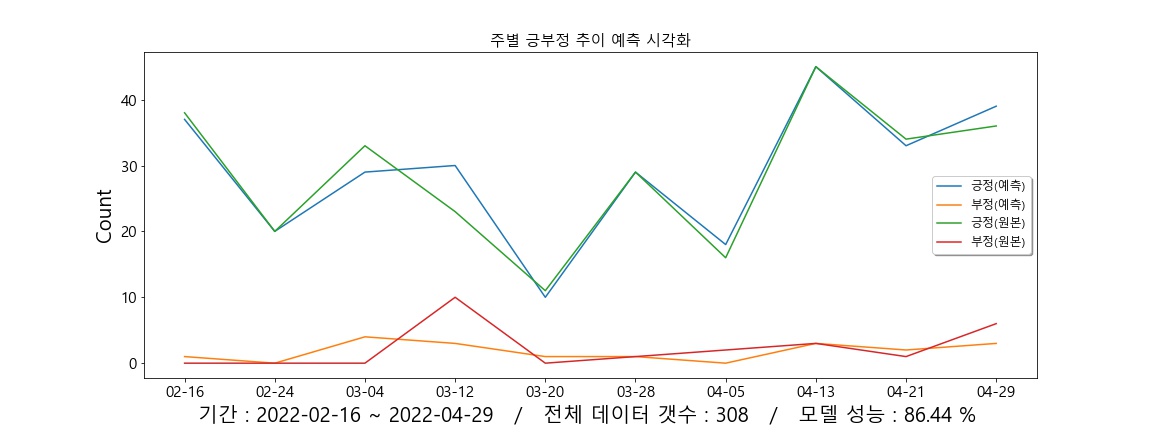 주별 긍부정 추이 예측 시각화
Count
40
30
20
10
0
긍정(예측)
부정(예측)
긍정(원본)
부정(원본)
02-16 02-24 03-04 03-12 03-20 03-28 04-05 04-13 04-21 04-29
기간 : 2022-02-16 ~ 2022-04-29 / 전체 데이터 갯수 : 308 / 모델 성능 : 86.44 %